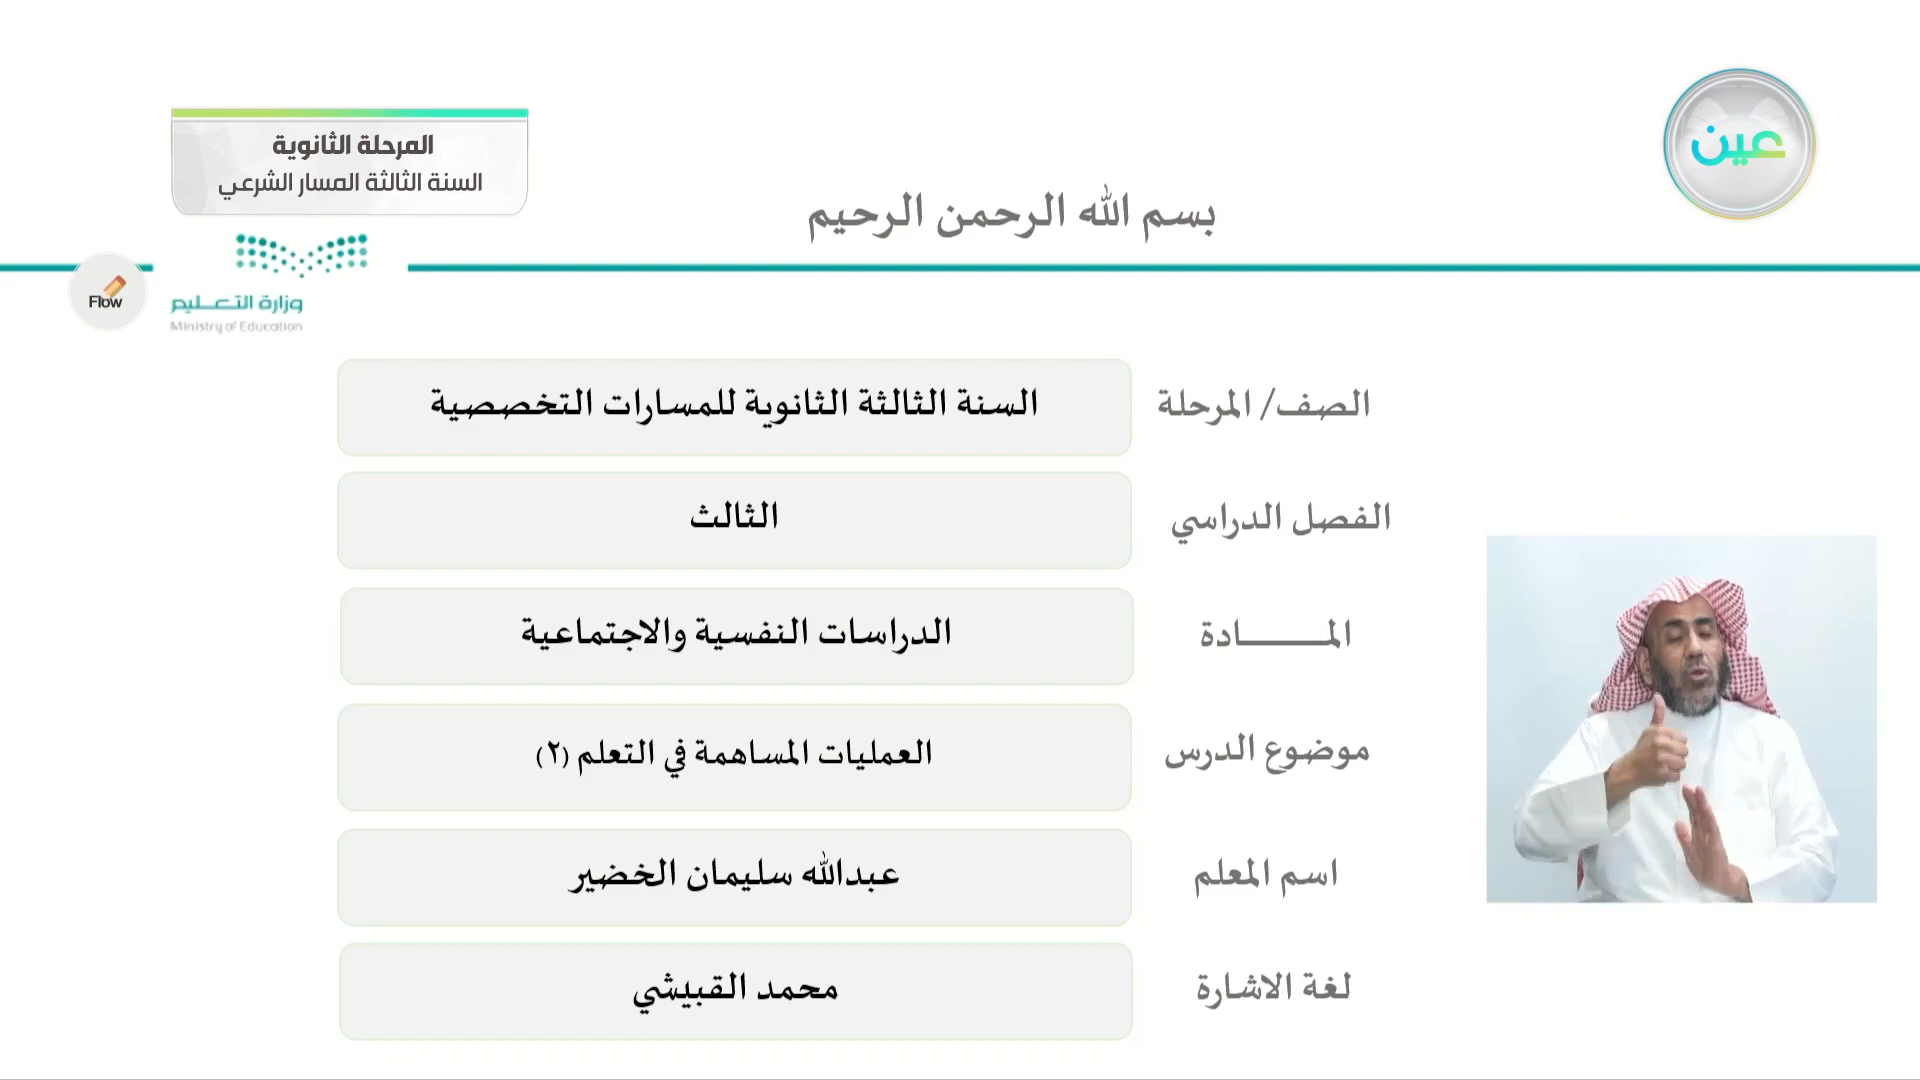 عين
المرحلة الثانوية
السنة الثالثة المسار الشرعي
بسم الله الرحمن الرحيم
Flow
وزارة التعليم
Ministry of Education
الصف/ المرحلة
السنة الثالثة الثانوية للمسارات التخصصية
الفصل الدراسي
الثالث
المــــــــادة
الدراسات النفسية والاجتماعية
موضوع الدرس
العمليات المساهمة في التعلم (٢)
اسم المعلم
عبدالله سليمان الخضير
لغة الاشارة
محمد القبيشي